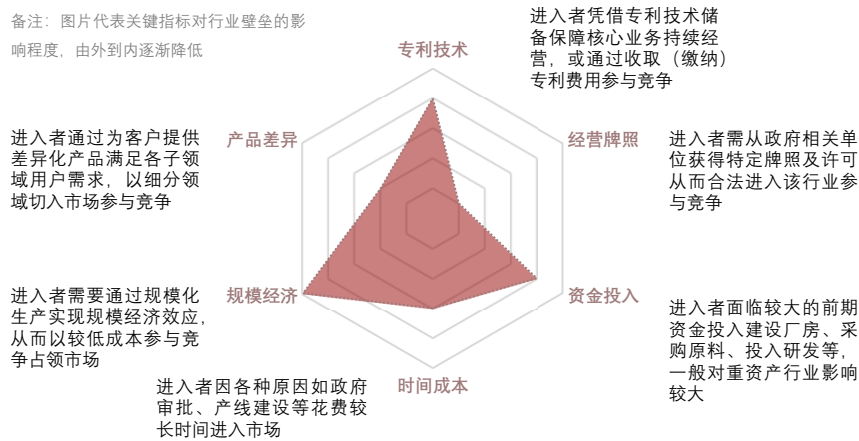 备注：图片代表关键指标对行业壁垒的影
响程度，由外到内逐渐降低
专利技术
进入者凭借专利技术储
备保障核心业务持续经
营，或通过收取（缴纳）
专利费用参与竞争
进入者通过为客户提供
差异化产品满足各子领
域用户需求，以细分领
域切入市场参与竞争
产品差异
经营牌照
进入者需从政府相关单
位获得特定牌照及许可
从而合法进入该行业参
与竞争
进入者需要通过规模化
生产实现规模经济效应，
从而以较低成本参与竞
争占领市场
规模经济
资金投入
进入者面临较大的前期
资金投入建设厂房、采
购原料、投入研发等，
一般对重资产行业影响
较大
进入者因各种原因如政府
审批、产线建设等花费较
长时间进入市场
时间成本